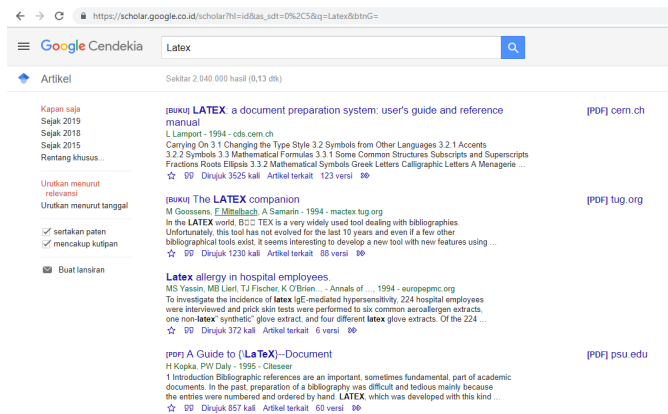 https://scholar.google.co.id/scholar?hl=id&as_sdt=0%2C5&q=Latex&btnG=
Google Cendekia
Latex
Artikel
Sekitar 2.040.000 hasil (0,13 dtk)
Kapan saja
Sejak 2019
Sejak 2018
Sejak 2015
Rentang khusus...
Urutkan menurut
relevansi
Urutkan menurut tanggal
sertakan paten
mencakup kutipan
Buat lansiran
[BUKU] LATEX: a document preparation system: user's guide and reference
manual
L Lamport - 1994 - cds.cern.ch
Carrying On 3.1 Changing the Type Style 3.2 Symbols from Other Languages 3.2.1 Accents
3.2.2 Symbols 3.3 Mathematical Formulas 3.3.1 Some Common Structures Subscripts and Superscripts
Fractions Roots Ellipsis 3.3.2 Mathematical Symbols Greek Letters Calligraphic Letters A Menagerie ...
Dirujuk 3525 kali Artikel terkait 123 versi
[PDF] cern.ch
[BUKU] The LATEX companion
M Goossens, F Mittelbach, A Samarin - 1994 - mactex.tug.org
In the LATEX world, B□□ TEX is a very widely used tool dealing with bibliographies.
Unfortunately, this tool has not evolved for the last 10 years and even if a few other
bibliographical tools exist, it seems interesting to develop a new tool with new features using ...
Dirujuk 1230 kali Artikel terkait 88 versi
[PDF] tug.org
Latex allergy in hospital employees.
MS Yassin, MB Lierl, TJ Fischer, K O'Brien... - Annals of ..., 1994 - europepmc.org
To investigate the incidence of latex IgE-mediated hypersensitivity, 224 hospital employees
were interviewed and prick skin tests were performed to six common aeroallergen extracts,
one non-latex" synthetic" glove extract, and four different latex glove extracts. Of the 224 ...
Dirujuk 372 kali Artikel terkait 6 versi
[PDF] A Guide to {\LaTeX}--Document
H Kopka, PW Daly - 1995 - Citeseer
1 Introduction Bibliographic references are an important, sometimes fundamental, part of academic
documents. In the past, preparation of a bibliography was difficult and tedious mainly because
the entries were numbered and ordered by hand. LATEX, which was developed with this kind ...
Dirujuk 857 kali Artikel terkait 60 versi
[PDF] psu.edu